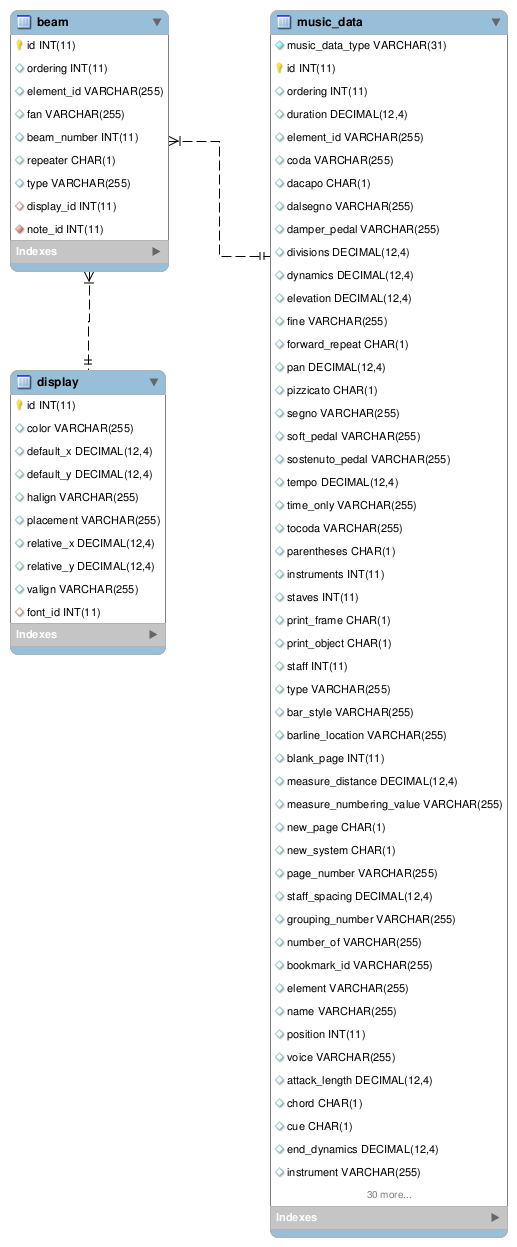 beam
id INT(11)
ordering INT(11)
element_id VARCHAR(255)
fan VARCHAR(255)
beam_number INT(11)
repeater CHAR(1)
type VARCHAR(255)
display_id INT(11)
note_id INT(11)
Indexes
display
id INT(11)
color VARCHAR(255)
default_x DECIMAL(12,4)
default_y DECIMAL(12,4)
halign VARCHAR(255)
placement VARCHAR(255)
relative_x DECIMAL(12,4)
relative_y DECIMAL(12,4)
valign VARCHAR(255)
font_id INT(11)
Indexes
music_data
music_data_type VARCHAR(31)
id INT(11)
ordering INT(11)
duration DECIMAL(12,4)
element_id VARCHAR(255)
coda VARCHAR(255)
dacapo CHAR(1)
dalsegno VARCHAR(255)
damper_pedal VARCHAR(255)
divisions DECIMAL(12,4)
dynamics DECIMAL(12,4)
elevation DECIMAL(12,4)
fine VARCHAR(255)
forward_repeat CHAR(1)
pan DECIMAL(12,4)
pizzicato CHAR(1)
segno VARCHAR(255)
soft_pedal VARCHAR(255)
sostenuto_pedal VARCHAR(255)
tempo DECIMAL(12,4)
time_only VARCHAR(255)
tocoda VARCHAR(255)
parentheses CHAR(1)
instruments INT(11)
staves INT(11)
print_frame CHAR(1)
print_object CHAR(1)
staff INT(11)
type VARCHAR(255)
bar_style VARCHAR(255)
barline_location VARCHAR(255)
blank_page INT(11)
measure_distance DECIMAL(12,4)
measure_numbering_value VARCHAR(255)
new_page CHAR(1)
new_system CHAR(1)
page_number VARCHAR(255)
staff_spacing DECIMAL(12,4)
grouping_number VARCHAR(255)
number_of VARCHAR(255)
bookmark_id VARCHAR(255)
element VARCHAR(255)
name VARCHAR(255)
position INT(11)
voice VARCHAR(255)
attack_length DECIMAL(12,4)
chord CHAR(1)
cue CHAR(1)
end_dynamics DECIMAL(12,4)
instrument VARCHAR(255)
30 more...
Indexes